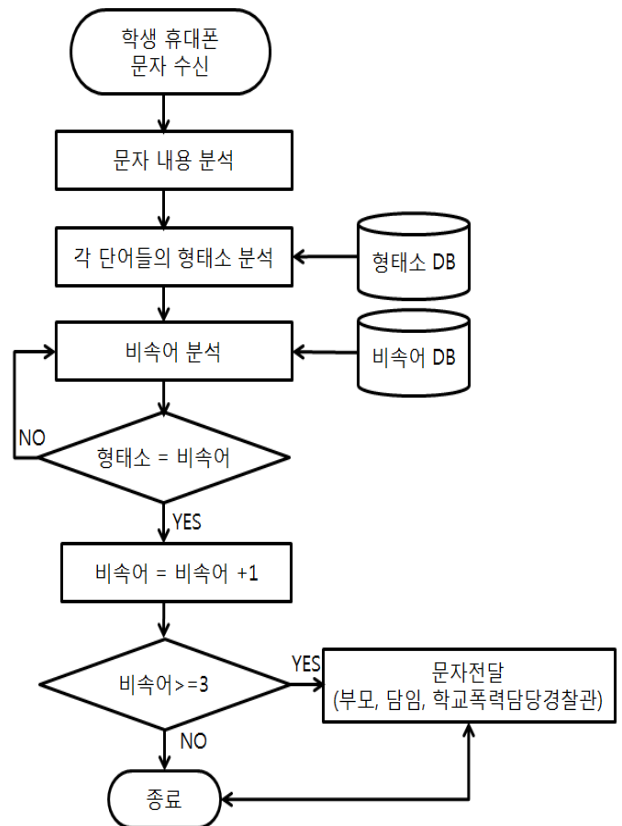 학생 휴대폰
문자 수신
문자 내용 분석
각 단어들의 형태소 분석
형태소 DB
비속어 분석
비속어 DB
NO
형태소 = 비속어
YES
비속어 = 비속어 +1
비속어>=3
YES
문자전달
(부모, 담임, 학교폭력담당경찰관)
NO
종료